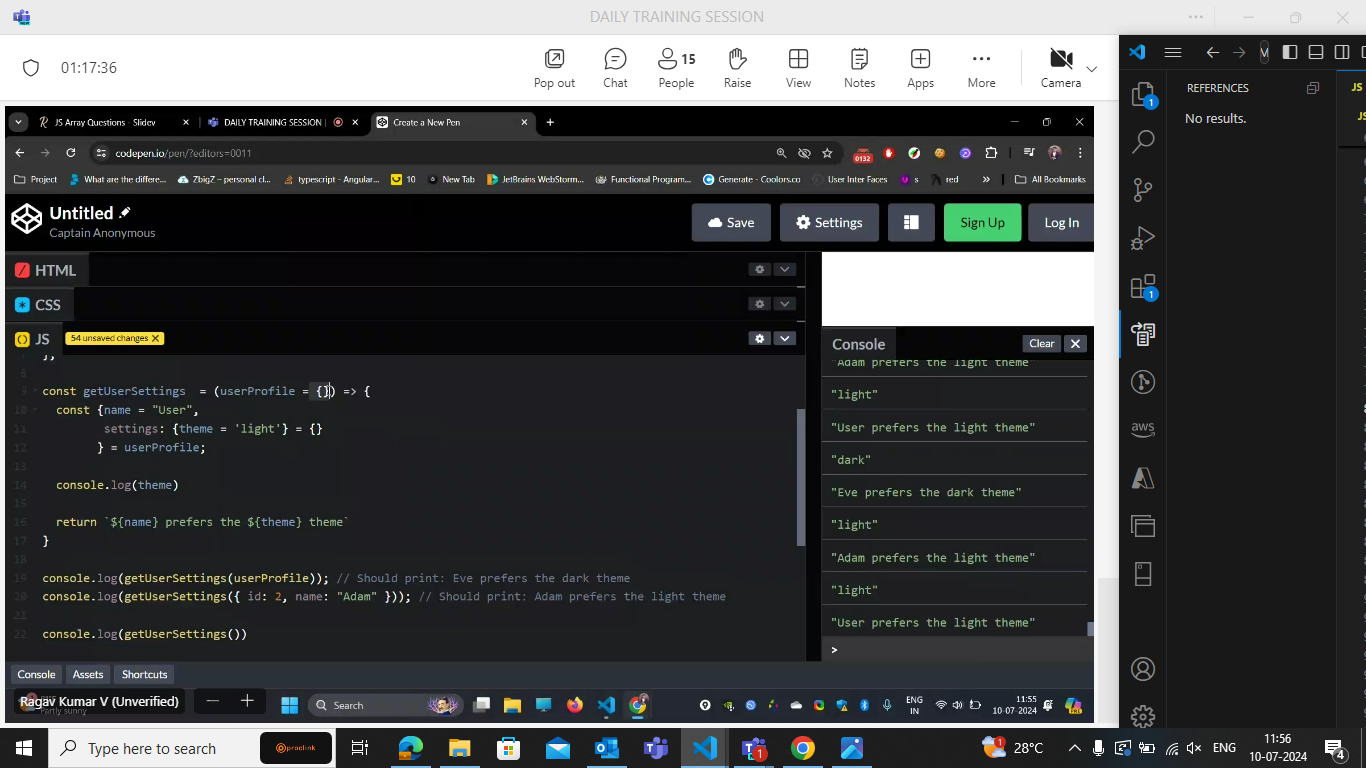 DAILY TRAINING SESSION
01:17:36
Pop out
Chat
15
People
Raise
View
Notes
Apps
More
Camera
JS Array Questions - Slidev
DAILY TRAINING SESSION |
Create a New Pen
codepen.io/pen/?editors=0011
0132
Project
What are the differe...
ZbigZ – personal cl...
typescript - Angular...
10
New Tab
JetBrains WebStorm...
Functional Program...
Generate - Coolors.co
User Inter Faces
s
red
»
All Bookmarks
Untitled
Captain Anonymous
Save
Settings
Sign Up
Log In
HTML
CSS
JS
54 unsaved changes X
8
9 const getUserSettings  = (userProfile = {}) => {
10 const {name = "User",
11 settings: {theme = 'light'} = {}
12 } = userProfile;
13
14 console.log(theme)
15
16 return `${name} prefers the ${theme} theme`
17 }
18
19 console.log(getUserSettings(userProfile)); // Should print: Eve prefers the dark theme
20 console.log(getUserSettings({ id: 2, name: "Adam" })); // Should print: Adam prefers the light theme
21
22 console.log(getUserSettings())
Console
Clear
"Adam prefers the light theme"
"light"
"User prefers the light theme"
"dark"
"Eve prefers the dark theme"
"light"
"Adam prefers the light theme"
"light"
"User prefers the light theme"
>
Console
Assets
Shortcuts
Ragav Kumar V (Unverified)
Partly sunny
Search
ENG
IN
11:55
10-07-2024
REFERENCES
No results.
JS
1
1
aws
Type here to search
proclink
1
28°C
ENG
11:56
10-07-2024
4